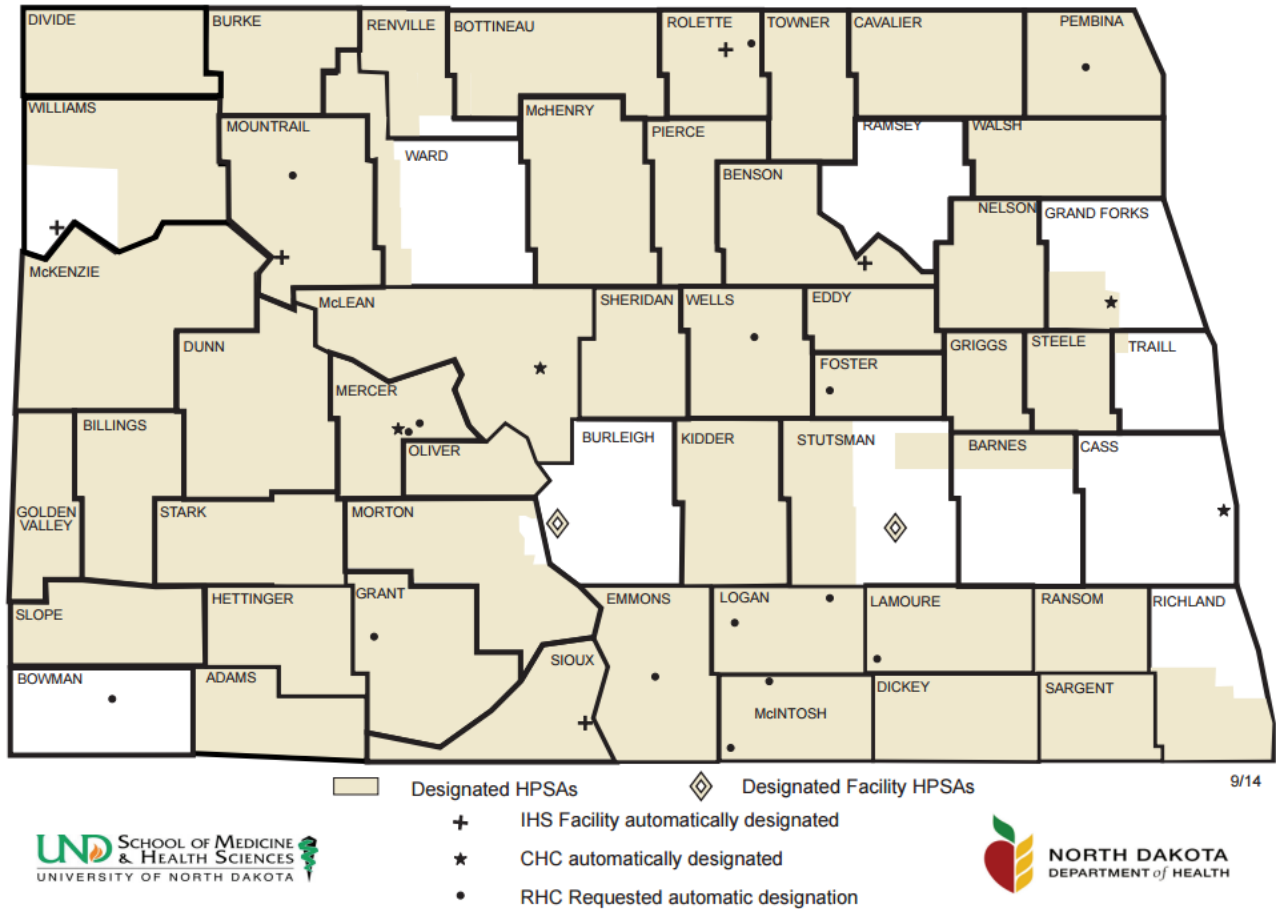 DIVIDE
BURKE
RENVILLE
BOTTINEAU
ROLETTE
TOWNER
CAVALIER
PEMBINA
WILLIAMS
MOUNTRAIL
WARD
McHENRY
PIERCE
BENSON
RAMSEY
WALSH
NELSON
GRAND FORKS
McKENZIE
DUNN
McLEAN
SHERIDAN
WELLS
EDDY
FOSTER
GRIGGS
STEELE
TRAILL
MERCER
OLIVER
BILLINGS
GOLDEN
VALLEY
STARK
MORTON
BURLEIGH
KIDDER
STUTSMAN
BARNES
CASS
SLOPE
HETTINGER
GRANT
SIOUX
EMMONS
LOGAN
LAMOURE
RANSOM
RICHLAND
BOWMAN
ADAMS
McINTOSH
DICKEY
SARGENT
Designated HPSAs
Designated Facility HPSAs
9/14
IHS Facility automatically designated
CHC automatically designated
RHC Requested automatic designation
UND SCHOOL OF MEDICINE
& HEALTH SCIENCES
UNIVERSITY OF NORTH DAKOTA
NORTH DAKOTA
DEPARTMENT of HEALTH